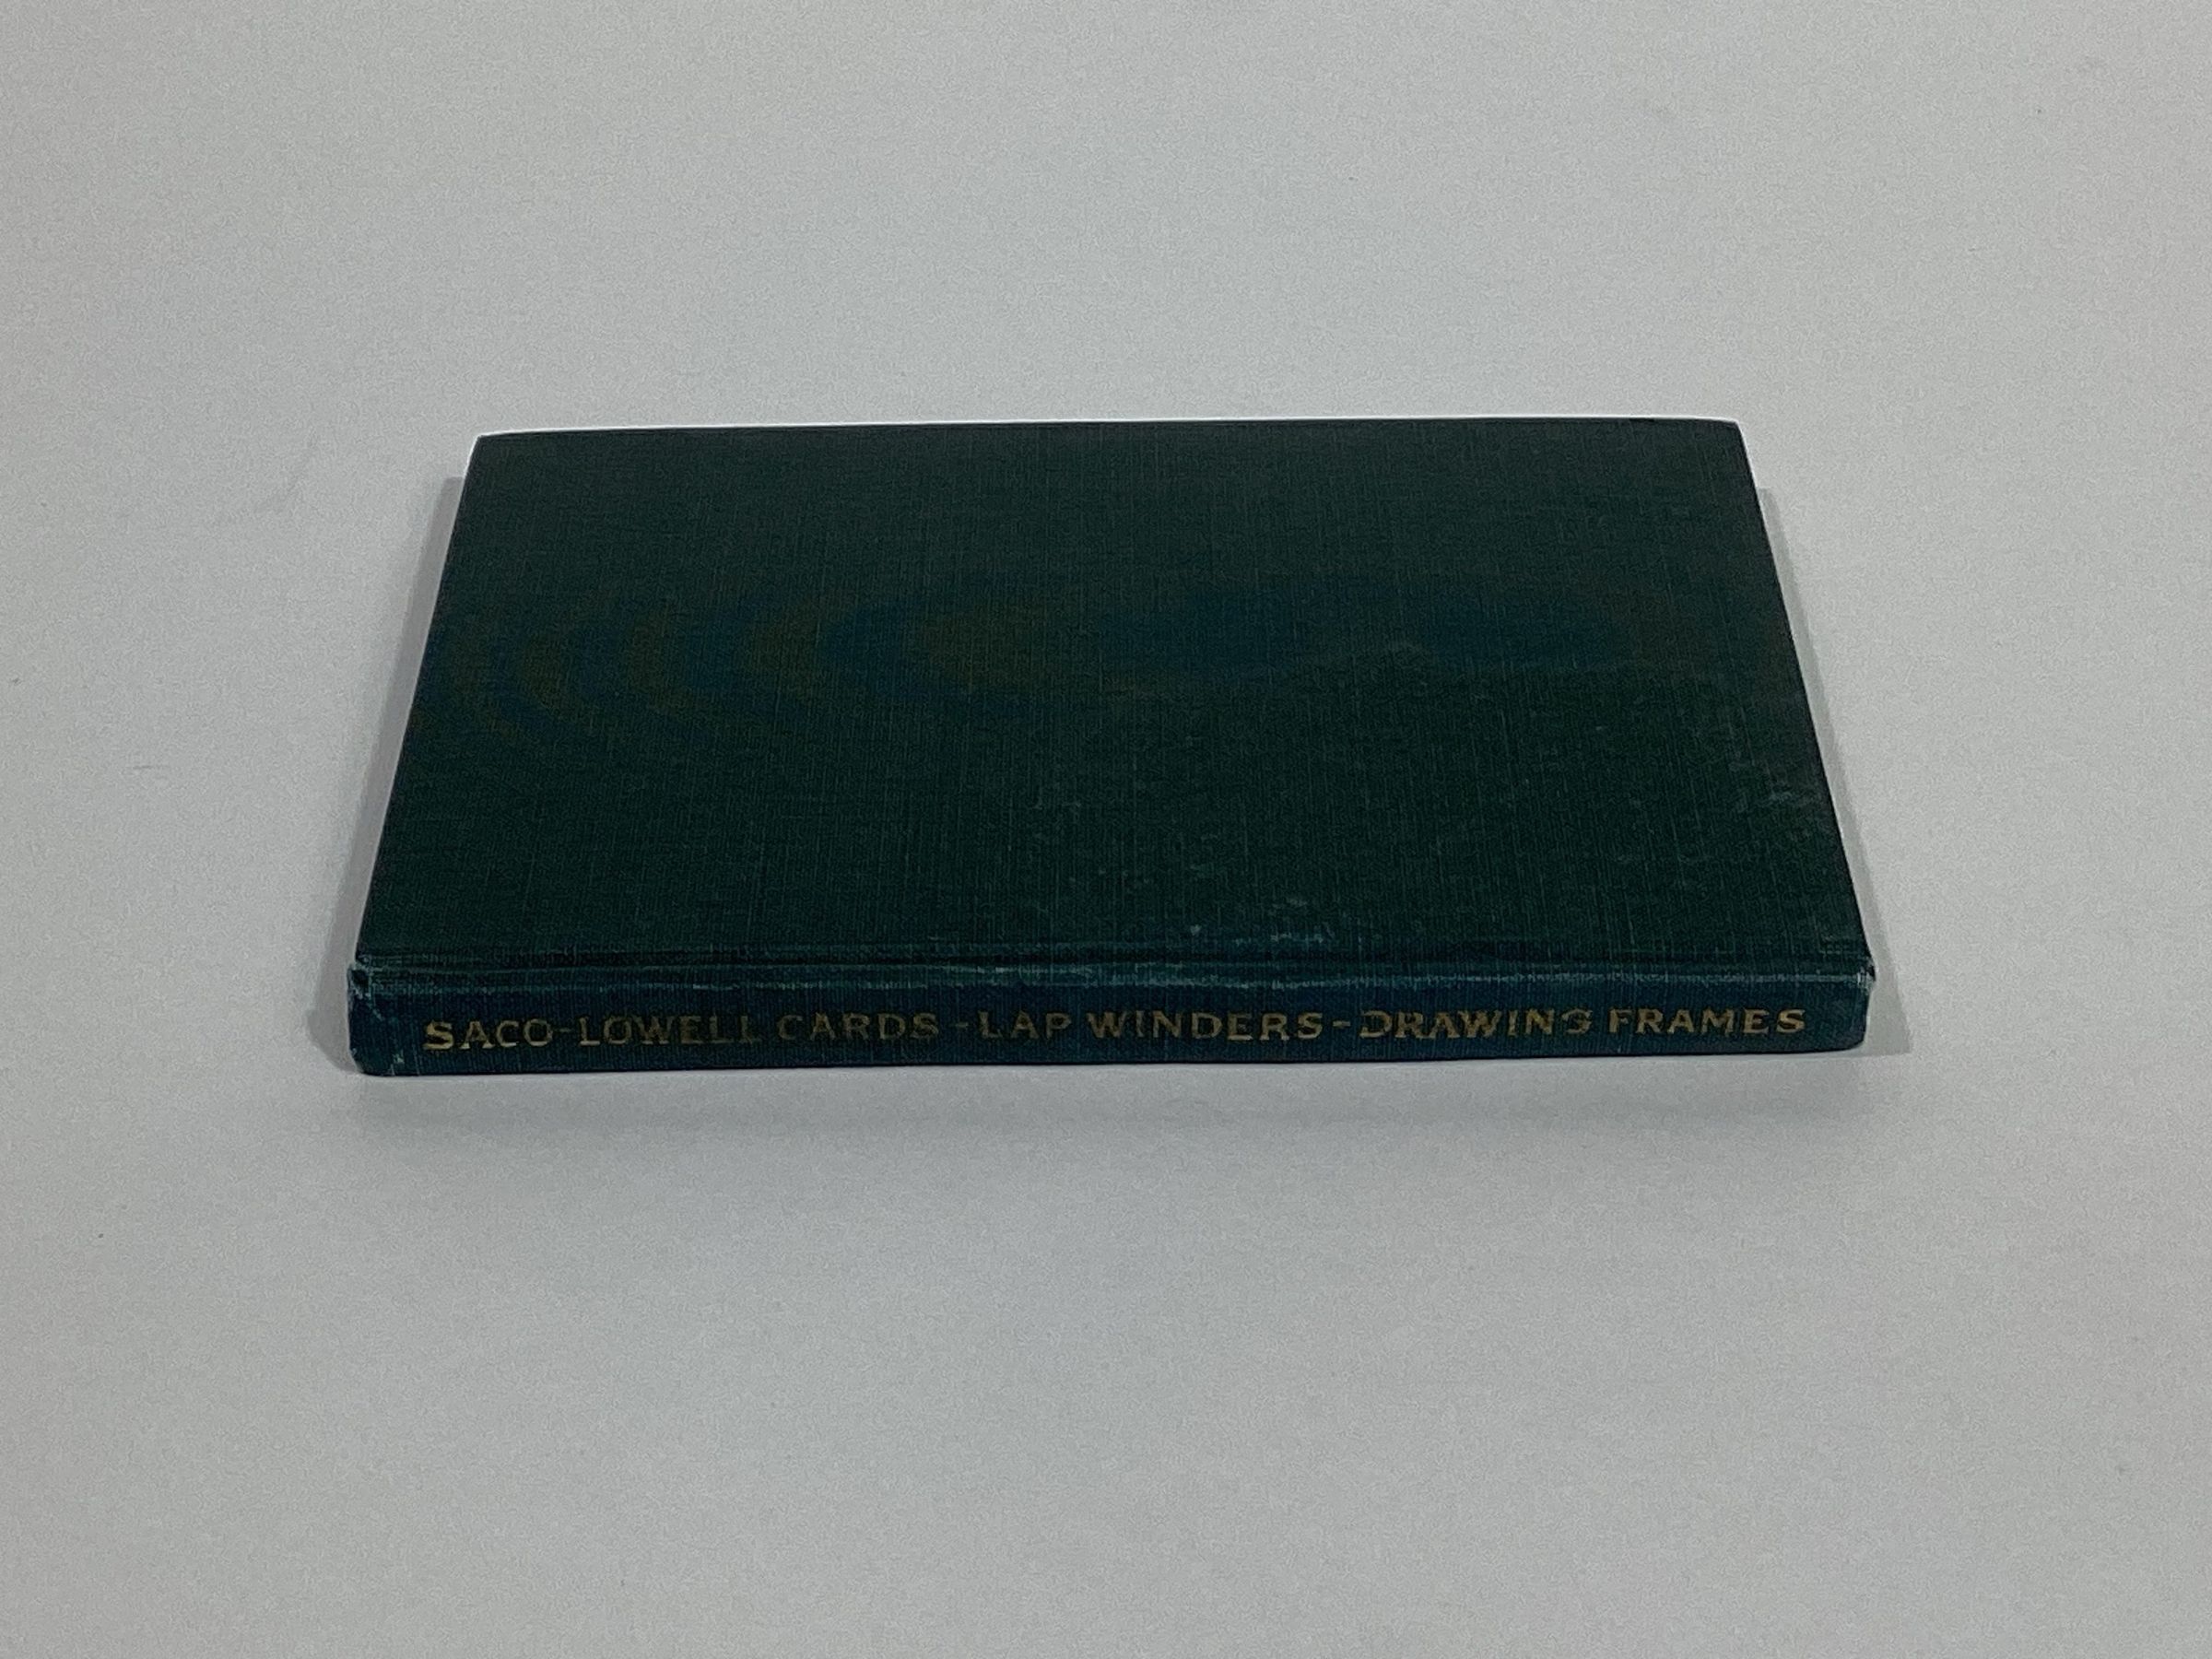 SACO-LOWELL CARDS - LAP WINDERS - DRAWING FRAMES